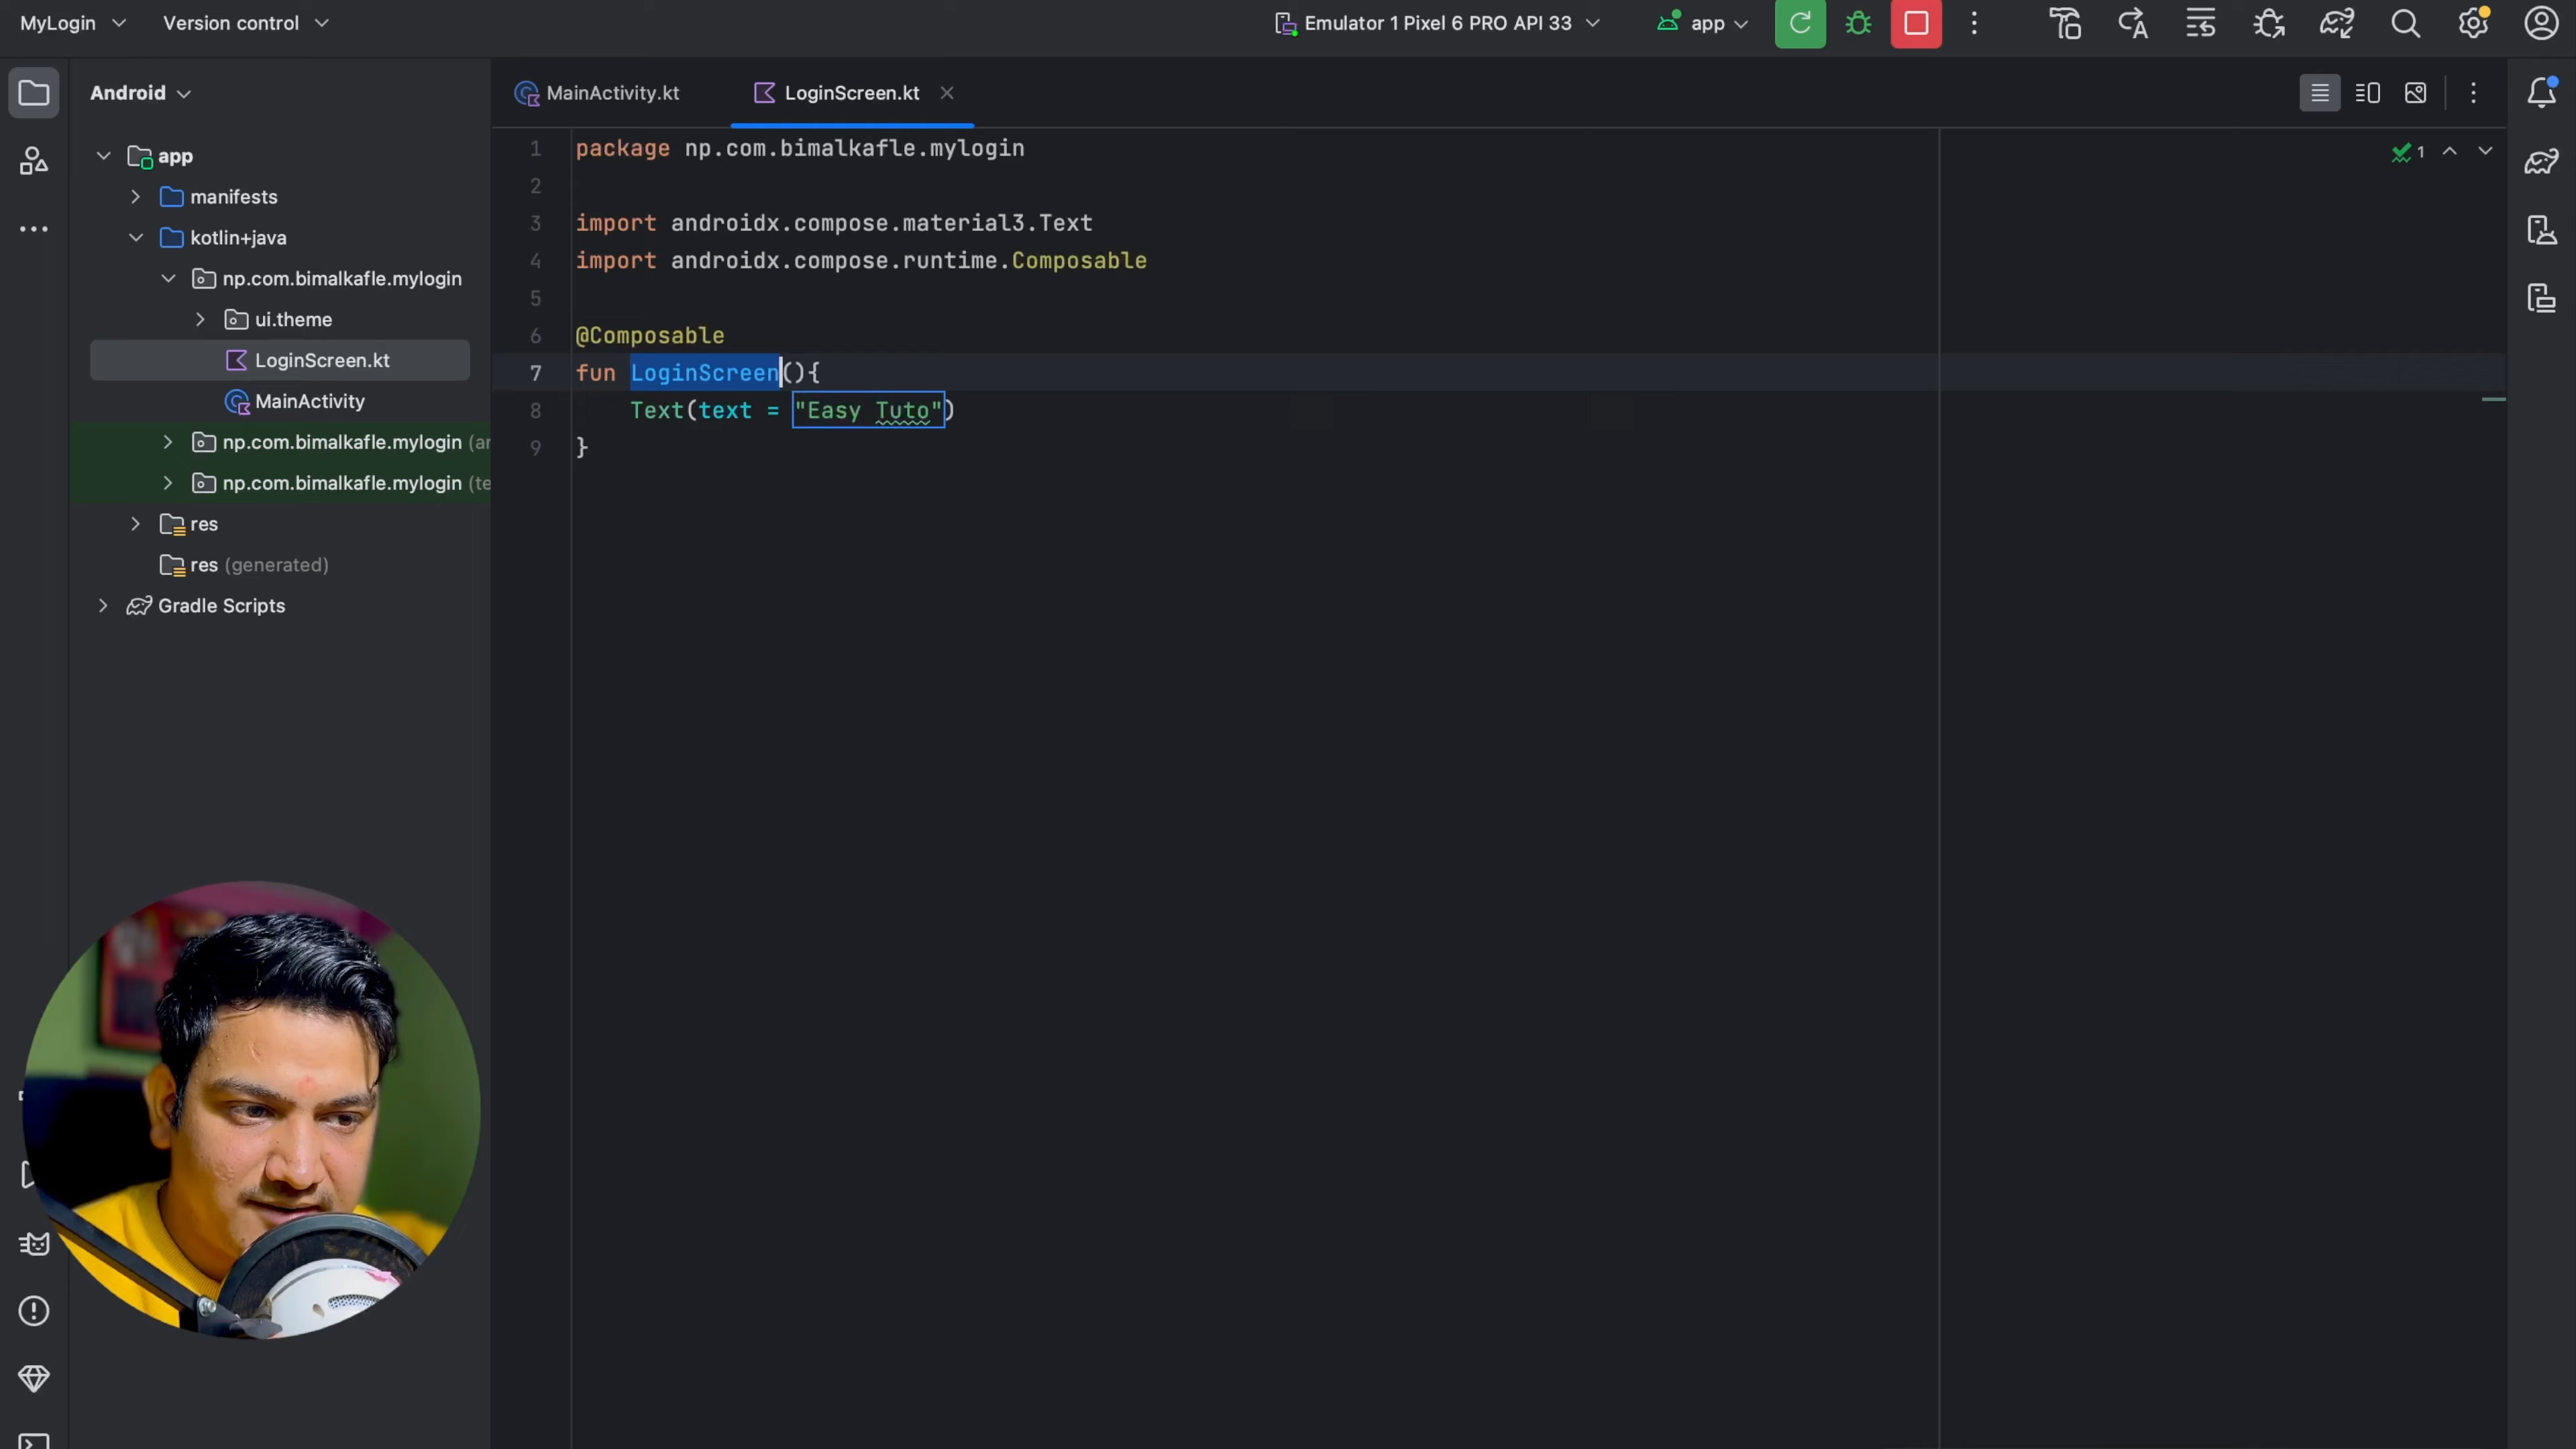 MyLogin
Version control
Emulator 1 Pixel 6 PRO API 33
app
Android
MainActivity.kt
LoginScreen.kt
app
manifests
kotlin+java
np.com.bimalkafle.mylogin
ui.theme
LoginScreen.kt
MainActivity
np.com.bimalkafle.mylogin (ar
np.com.bimalkafle.mylogin (te
res
res (generated)
Gradle Scripts
1 package np.com.bimalkafle.mylogin
2
3 import androidx.compose.material3.Text
4 import androidx.compose.runtime.Composable
5
6 @Composable
7 fun LoginScreen(){
8 Text(text = "Easy Tuto")
9 }
1